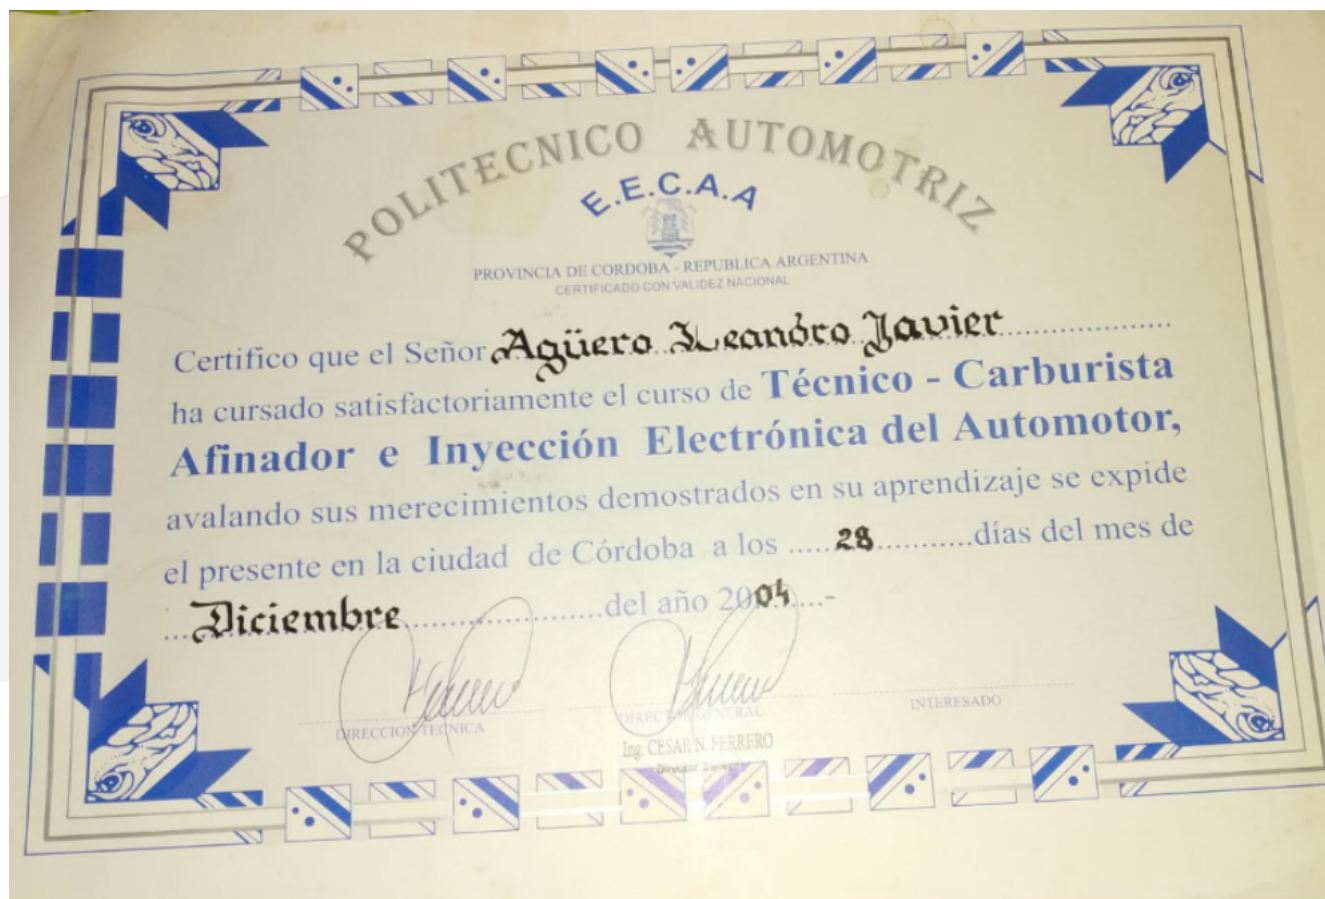 POLITECNICO AUTOMOTRIZ
E.E.C.A.A
PROVINCIA DE CORDOBA - REPUBLICA ARGENTINA
CERTIFICADO CON VALIDEZ NACIONAL
Certifico que el Señor Agüero Leandro Javier
ha cursado satisfactoriamente el curso de Técnico - Carburista
Afinador e Inyección Electrónica del Automotor,
avalando sus merecimientos demostrados en su aprendizaje se expide
el presente en la ciudad de Córdoba a los .....28...........días del mes de
...Diciembre.........................del año 2004....-
DIRECCION TECNICA
DIRECTOR GENERAL
INTERESADO
Ing. CESAR N. FERRERO
Director